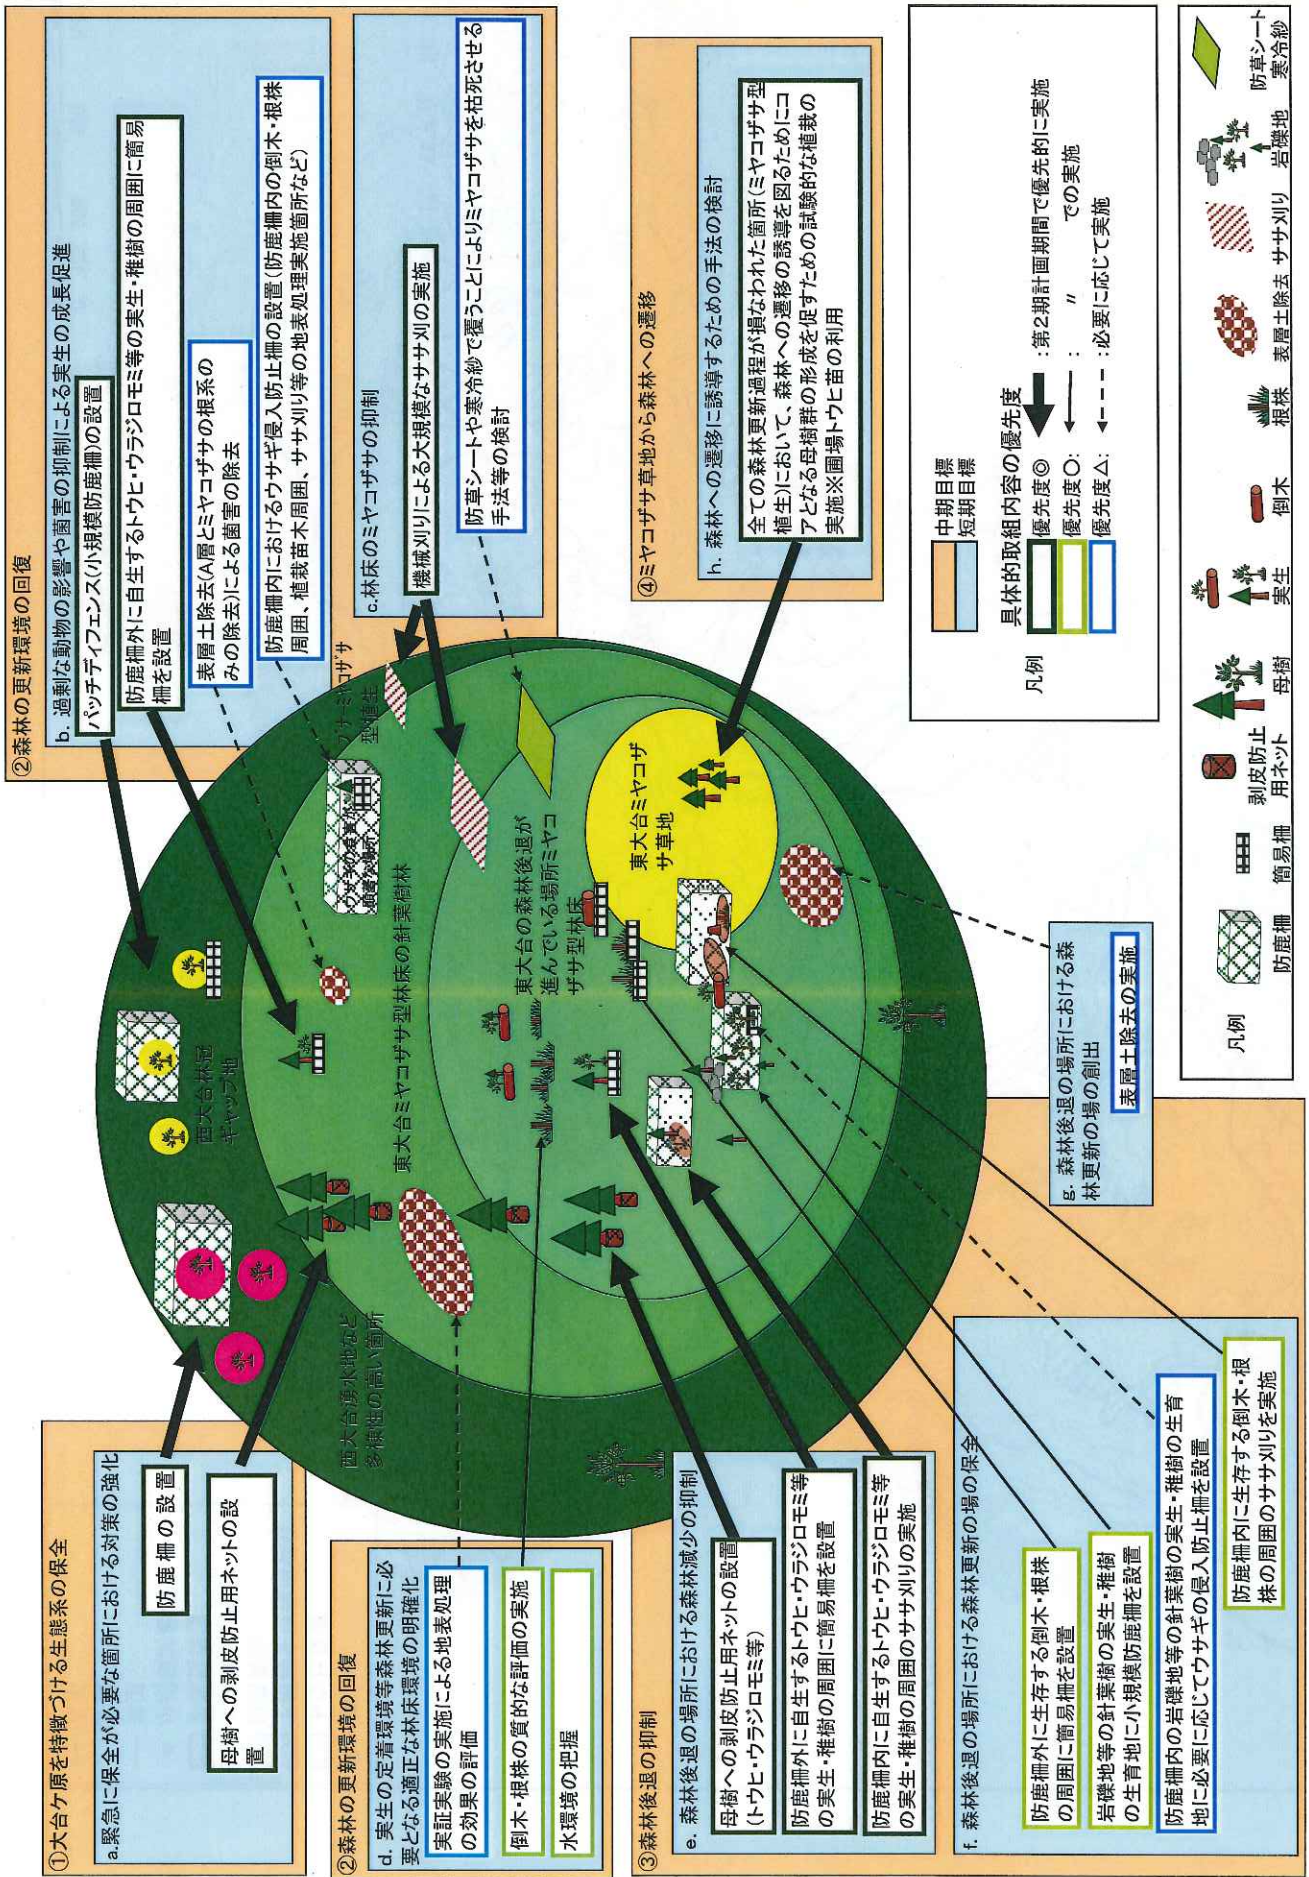 ①大台ケ原を特徴づける生態系の保全
a.緊急に保全が必要な箇所における対策の強化
防鹿柵の設置
母樹への剥皮防止用ネットの設
置
②森林の更新環境の回復
d. 実生の定着環境等森林更新に必
要となる適正な林床環境の明確化
実証実験の実施による地表処理
の効果の評価
倒木・根株の質的な評価の実施
水環境の把握
③森林後退の抑制
e. 森林後退の場所における森林減少の抑制
母樹への剥皮防止用ネットの設置
(トウヒ・ウラジロモミ等)
防鹿柵外に自生するトウヒ・ウラジロモミ等
の実生・稚樹の周囲に簡易柵を設置
防鹿柵内に自生するトウヒ・ウラジロモミ等
の実生・稚樹の周囲のササ刈りの実施
f. 森林後退の場所における森林更新の場の保全
防鹿柵外に生存する倒木・根株
の周囲に簡易柵を設置
岩礫地等の針葉樹の実生・稚樹
の生育地に小規模防鹿柵を設置
防鹿柵内の岩礫地等の針葉樹の実生・稚樹の生育
地に必要に応じてウサギの侵入防止柵を設置
防鹿柵内に生存する倒木・根
株の周囲のササ刈りを実施
西大台湧水地など
多様性の高い箇所
西大台林冠
ギャップ地
東大台ミヤコザサ型林床の針葉樹林
東大台の森林後退が
進んでいる場所ミヤコ
ザサ型林床
東大台ミヤコザ
サ草地
ブナ-ミヤコザサ
型植生
g. 森林後退の場所における森
林更新の場の創出
表層土除去の実施
②森林の更新環境の回復
b. 過剰な動物の影響や菌害の抑制による実生の成長促進
パッチディフェンス(小規模防鹿柵)の設置
防鹿柵外に自生するトウヒ・ウラジロモミ等の実生・稚樹の周囲に簡易
柵を設置
表層土除去(A層とミヤコザサの根系の
みの除去)による菌害の除去
防鹿柵内におけるウサギ侵入防止柵の設置(防鹿柵内の倒木・根株
周囲、植栽苗木周囲、ササ刈り等の地表処理実施箇所など)
c.林床のミヤコザサの抑制
機械刈りによる大規模なササ刈の実施
防草シートや寒冷紗で覆うことによりミヤコザサを枯死させる
手法等の検討
④ミヤコザサ草地から森林への遷移
h. 森林への遷移に誘導するための手法の検討
全ての森林更新過程が損なわれた箇所(ミヤコザサ型
植生)において、森林への遷移の誘導を図るためにコ
アとなる母樹群の形成を促すための試験的な植栽の
実施※圃場トウヒ苗の利用
中期目標
短期目標
具体的取組内容の優先度
凡例
優先度◎ :第2期計画期間で優先的に実施
優先度○: : 〃 での実施
優先度△: :必要に応じて実施
凡例
防鹿柵
簡易柵
剥皮防止
用ネット
母樹
実生
倒木
根株
表層土除去
ササ刈り
岩礫地
防草シート
寒冷紗